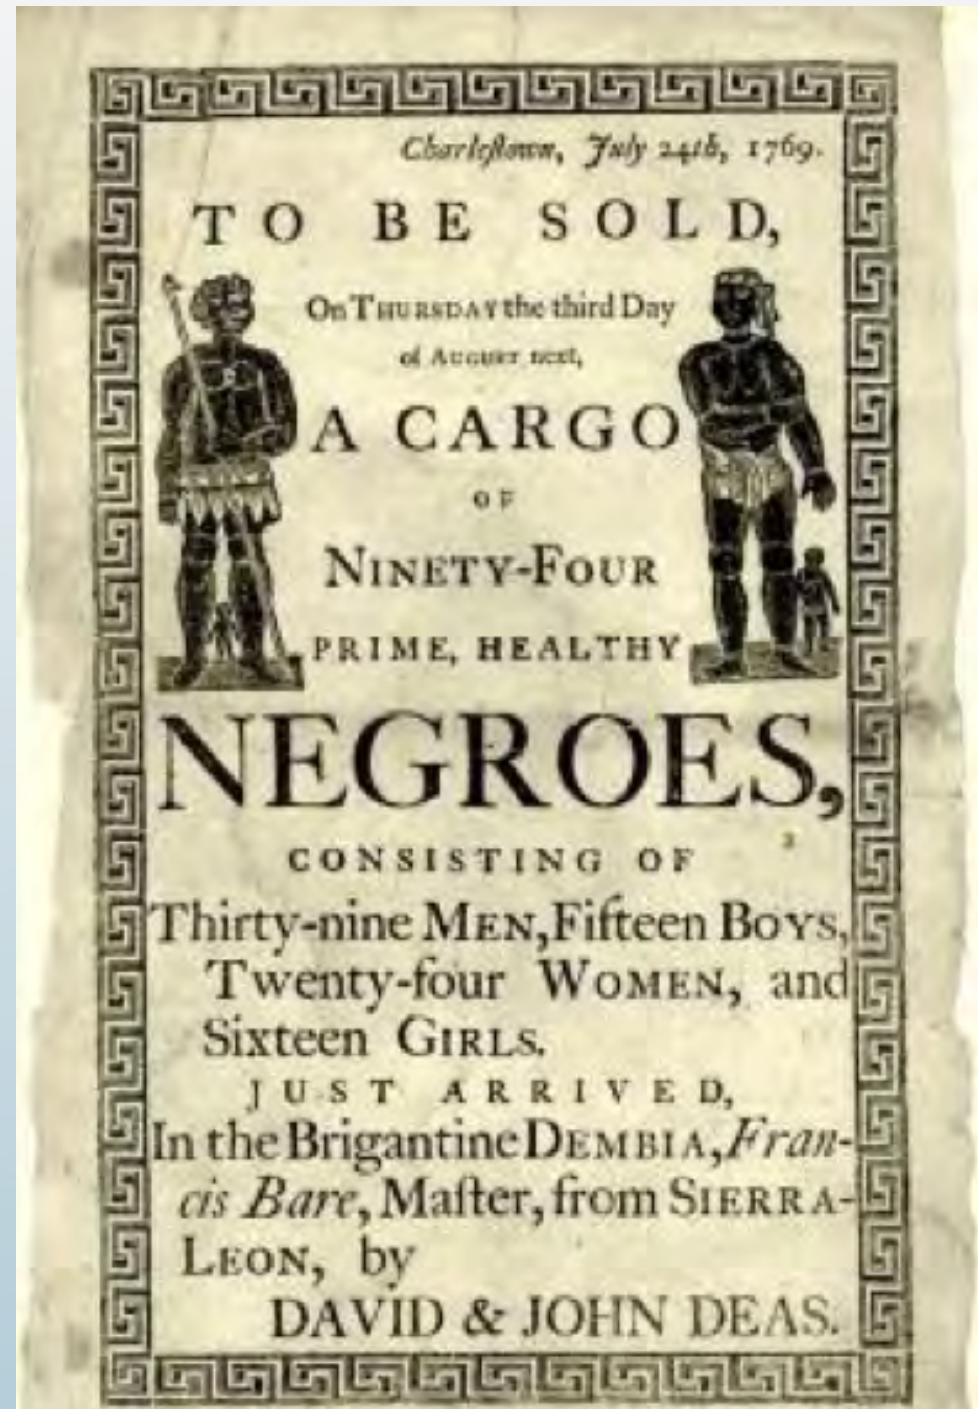 Charlestown, July 24th, 1769.
TO BE SOLD,
On THURSDAY the third Day
of AUGUST next,
A CARGO
OF
NINETY-FOUR
PRIME, HEALTHY
NEGROES,
CONSISTING OF
Thirty-nine MEN, Fifteen BOYS,
Twenty-four WOMEN, and
Sixteen GIRLS.
JUST ARRIVED,
In the Brigantine DEMBIA, Fran-
cis Bare, Maſter, from SIERRA-
LEON, by
DAVID & JOHN DEAS.